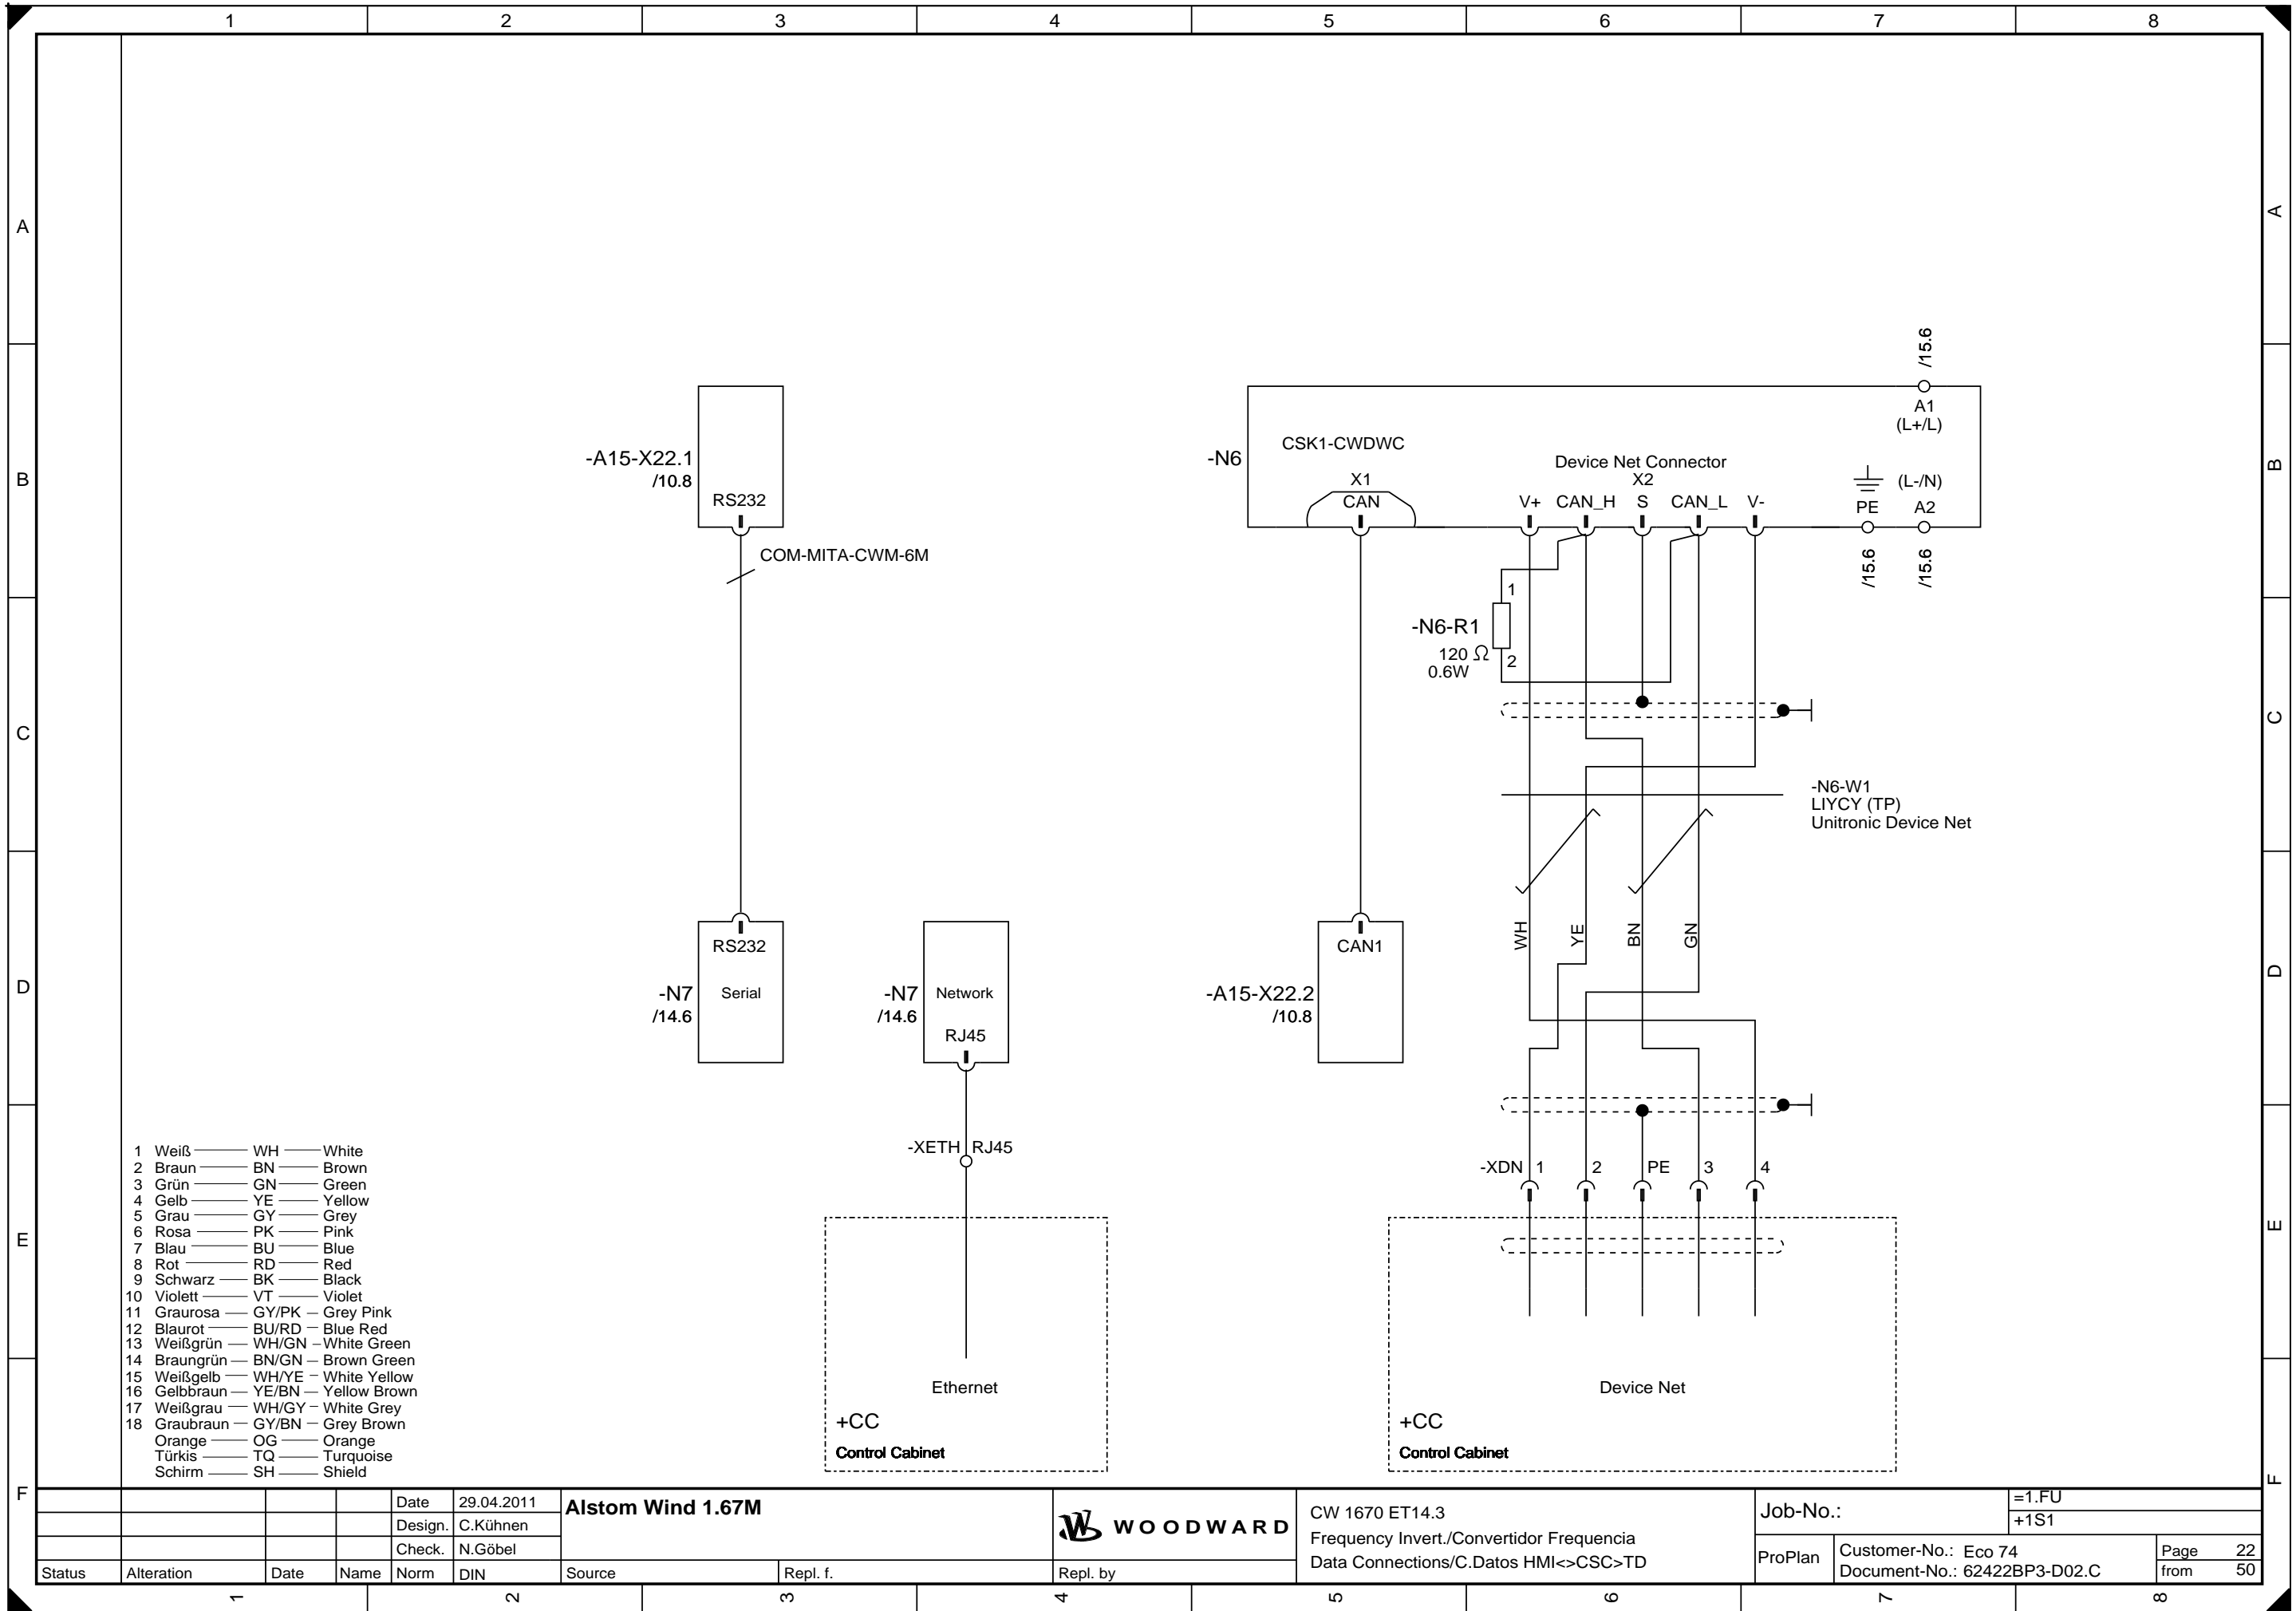 1 2 3 4 5 6 7 8
A A
/15.6
A1
(L+/L)
-A15-X22.1
/10.8
RS232
-N6
CSK1-CWDWC
X1
CAN
Device Net Connector
X2
V+ CAN_H S CAN_L V-
(L-/N)
PE A2
B B
/15.6 /15.6
COM-MITA-CWM-6M
1
-N6-R1
120 Ω
0.6W
2
C C
-N6-W1
LIYCY (TP)
Unitronic Device Net
WH YE BN GN
RS232
-N7
/14.6
Serial
-N7
/14.6
Network
RJ45
CAN1
-A15-X22.2
/10.8
D D
-XETH RJ45
-XDN 1 2 PE 3 4
E E
1 Weiß WH White
2 Braun BN Brown
3 Grün GN Green
4 Gelb YE Yellow
5 Grau GY Grey
6 Rosa PK Pink
7 Blau BU Blue
8 Rot RD Red
9 Schwarz BK Black
10 Violett VT Violet
11 Graurosa GY/PK Grey Pink
12 Blaurot BU/RD Blue Red
13 Weißgrün WH/GN White Green
14 Braungrün BN/GN Brown Green
15 Weißgelb WH/YE White Yellow
16 Gelbbraun YE/BN Yellow Brown
17 Weißgrau WH/GY White Grey
18 Graubraun GY/BN Grey Brown
Orange OG Orange
Türkis TQ Turquoise
Schirm SH Shield
Ethernet
+CC
Control Cabinet
Device Net
+CC
Control Cabinet
F F
Date 29.04.2011
Design. C.Kühnen
Check. N.Göbel
Status Alteration Date Name Norm DIN
Alstom Wind 1.67M
Source Repl. f. Repl. by
WOODWARD
CW 1670 ET14.3
Frequency Invert./Convertidor Frequencia
Data Connections/C.Datos HMI<>CSC>TD
Job-No.:
=1.FU
+1S1
ProPlan
Customer-No.: Eco 74
Document-No.: 62422BP3-D02.C
Page 22
from 50
1 2 3 4 5 6 7 8